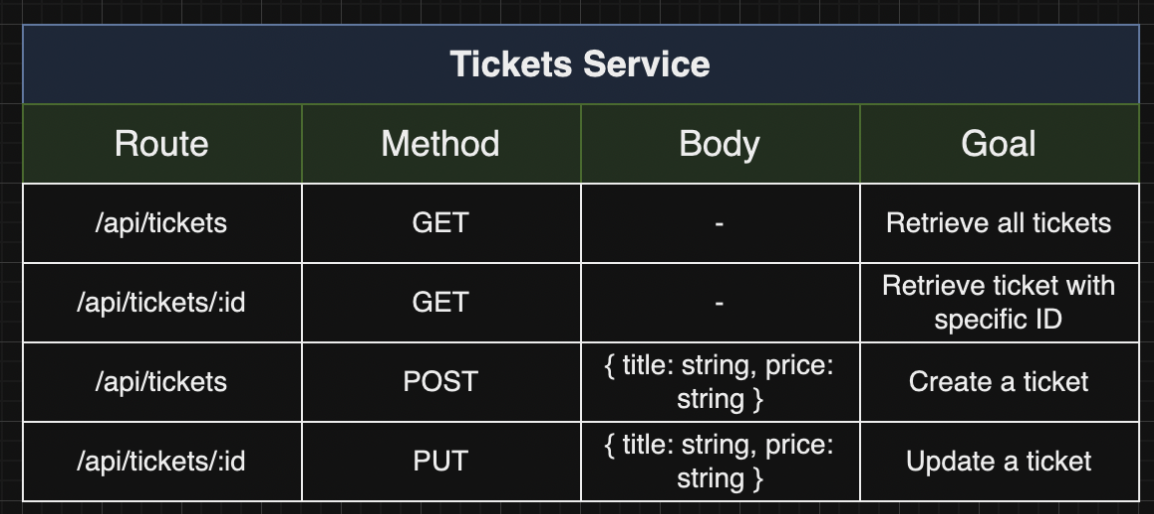 Tickets Service
Route Method Body Goal
/api/tickets GET - Retrieve all tickets
/api/tickets/:id GET - Retrieve ticket with
specific ID
/api/tickets POST { title: string, price:
string } Create a ticket
/api/tickets/:id PUT { title: string, price:
string } Update a ticket